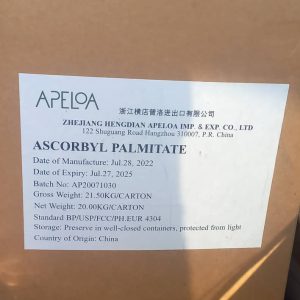 APELOA
浙江横店普洛进出口有限公司
ZHEJIANG HENGDIAN APELOA IMP & EXP. CO., LTD
122 Shuguang Road Hangzhou 310007, P.R. China
ASCORBYL PALMITATE
Date of Manufacture: Jul.28, 2022
Date of Expiry: Jul.27, 2025
Batch No: AP20071030
Gross Weight: 21.50KG/CARTON
Net Weight: 20.00KG/CARTON
Standard BP/USP/FCC/PH.EUR 4304
Storage: Preserve in well-closed containers, protected from light
Country of Origin: China